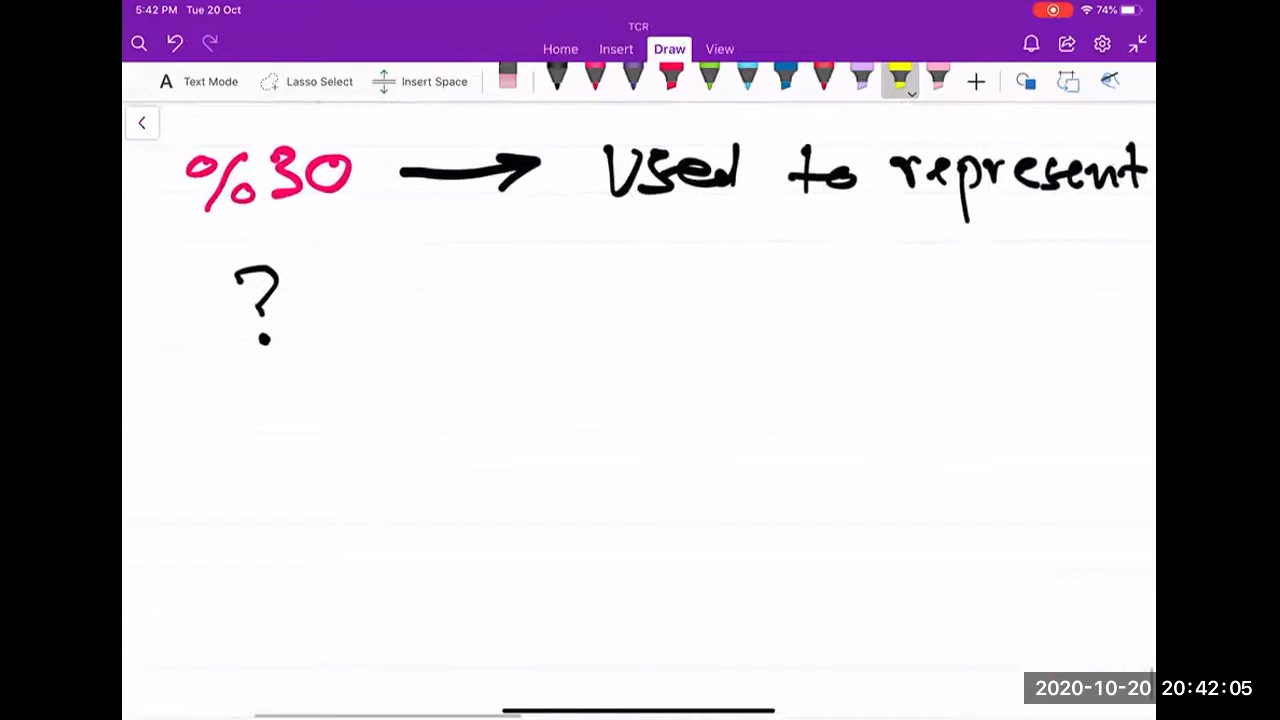 5:42 PM Tue 20 Oct
74%
TCR
Home Insert Draw View
A Text Mode Lasso Select Insert Space
%30 → Used to represent
?
2020-10-20 20:42:05